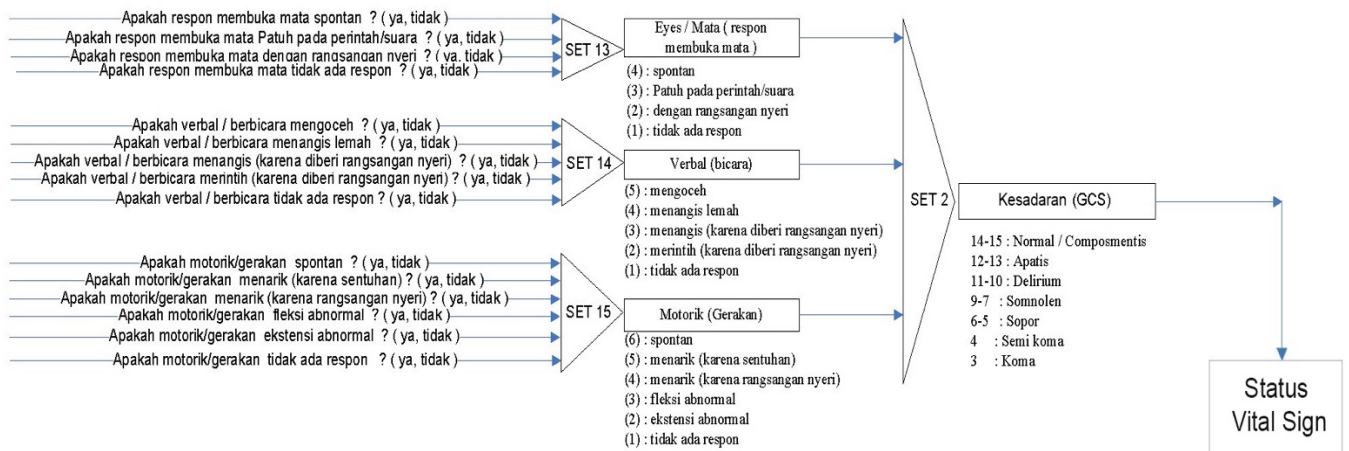 Apakah respon membuka mata spontan ? ( ya, tidak )
Apakah respon membuka mata Patuh pada perintah/suara ? ( ya, tidak )
Apakah respon membuka mata dengan rangsangan nyeri ? ( ya, tidak )
Apakah respon membuka mata tidak ada respon ? ( ya, tidak )
SET 13
Eyes / Mata ( respon
membuka mata )
(4) : spontan
(3) : Patuh pada perintah/suara
(2) : dengan rangsangan nyeri
(1) : tidak ada respon
Apakah verbal / berbicara mengoceh ? ( ya, tidak )
Apakah verbal / berbicara menangis lemah ? ( ya, tidak )
Apakah verbal / berbicara menangis (karena diberi rangsangan nyeri) ? ( ya, tidak )
Apakah verbal / berbicara merintih (karena diberi rangsangan nyeri) ? ( ya, tidak )
Apakah verbal / berbicara tidak ada respon ? ( ya, tidak )
SET 14
Verbal (bicara)
(5) : mengoceh
(4) : menangis lemah
(3) : menangis (karena diberi rangsangan nyeri)
(2) : merintih (karena diberi rangsangan nyeri)
(1) : tidak ada respon
Apakah motorik/gerakan spontan ? ( ya, tidak )
Apakah motorik/gerakan menarik (karena sentuhan) ? ( ya, tidak )
Apakah motorik/gerakan menarik (karena rangsangan nyeri) ? ( ya, tidak )
Apakah motorik/gerakan fleksi abnormal ? ( ya, tidak )
Apakah motorik/gerakan ekstensi abnormal ? ( ya, tidak )
Apakah motorik/gerakan tidak ada respon ? ( ya, tidak )
SET 15
Motorik (Gerakan)
(6) : spontan
(5) : menarik (karena sentuhan)
(4) : menarik (karena rangsangan nyeri)
(3) : fleksi abnormal
(2) : ekstensi abnormal
(1) : tidak ada respon
SET 2
Kesadaran (GCS)
14-15 : Normal / Composmentis
12-13 : Apatis
11-10 : Delirium
9-7 : Somnolen
6-5 : Sopor
4 : Semi koma
3 : Koma
Status
Vital Sign